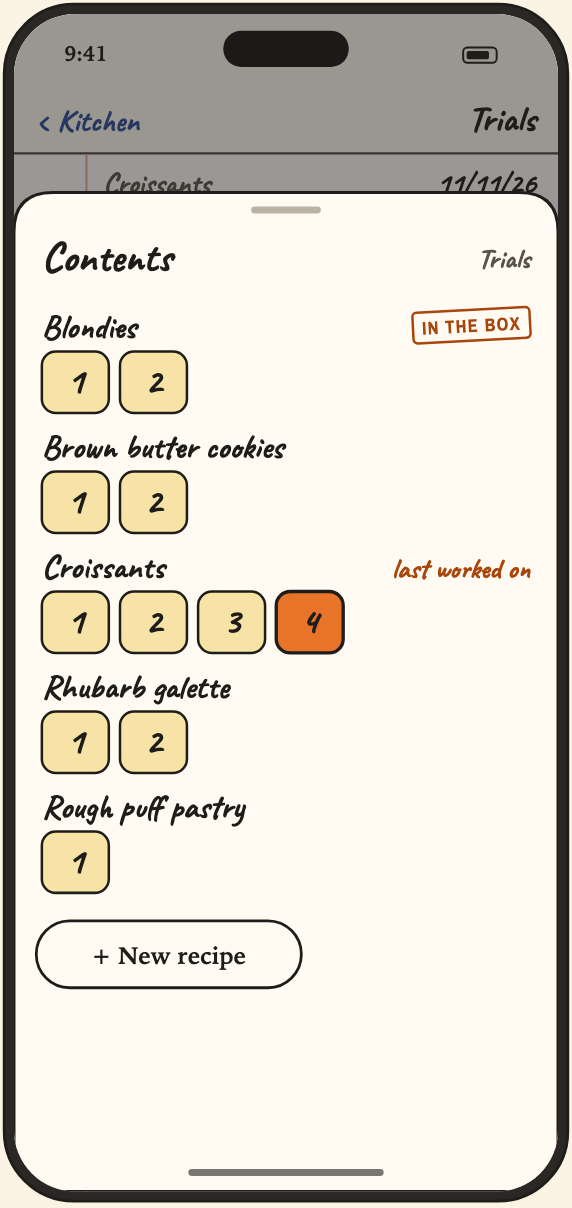 9:41
< Kitchen Trials
Croissants 11/11/26
Contents Trials
Blondies IN THE BOX
1 2
Brown butter cookies
1 2
Croissants last worked on
1 2 3 4
Rhubarb galette
1 2
Rough puff pastry
1
+ New recipe